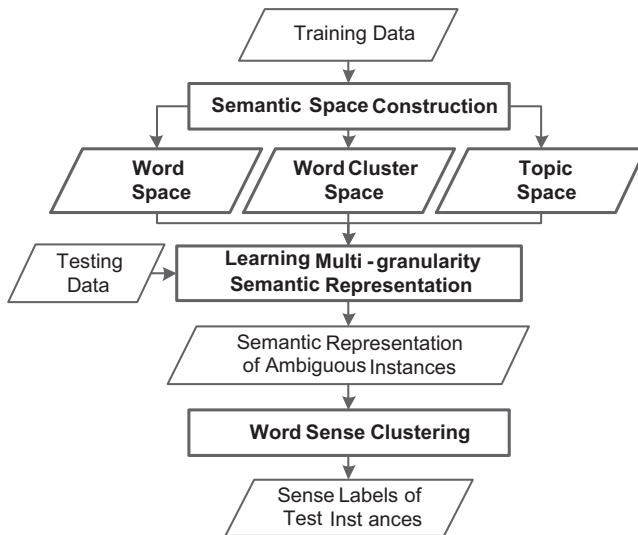 Training Data
Semantic Space Construction
Word
Space
Word Cluster
Space
Topic
Space
Testing
Data
Learning Multi - granularity
Semantic Representation
Semantic Representation
of Ambiguous Instances
Word Sense Clustering
Sense Labels of
Test Inst ances